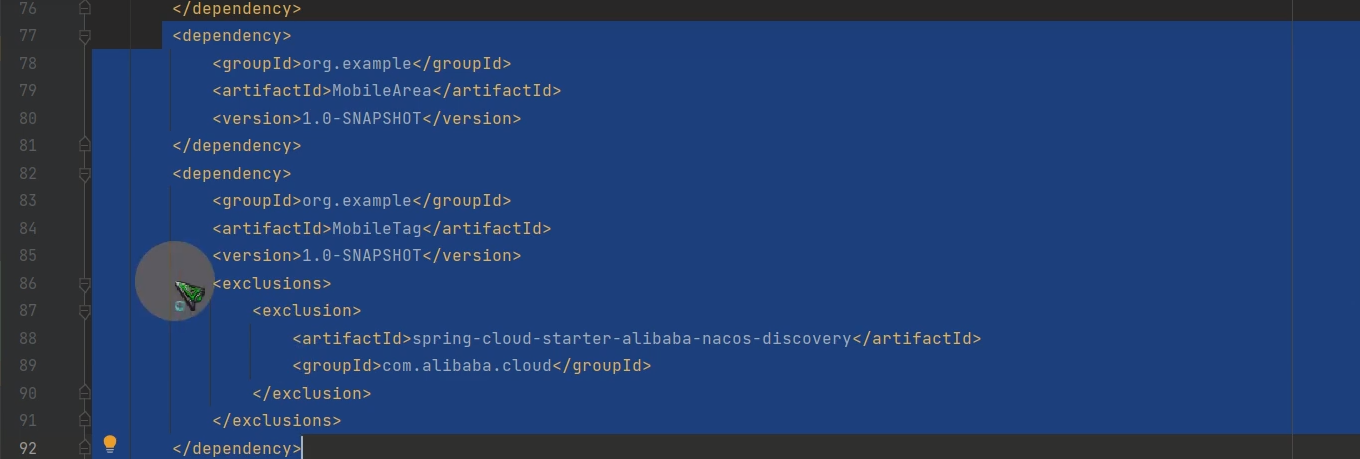 76 </dependency>
77 <dependency>
78 <groupId>org.example</groupId>
79 <artifactId>MobileArea</artifactId>
80 <version>1.0-SNAPSHOT</version>
81 </dependency>
82 <dependency>
83 <groupId>org.example</groupId>
84 <artifactId>MobileTag</artifactId>
85 <version>1.0-SNAPSHOT</version>
86 <exclusions>
87 <exclusion>
88 <artifactId>spring-cloud-starter-alibaba-nacos-discovery</artifactId>
89 <groupId>com.alibaba.cloud</groupId>
90 </exclusion>
91 </exclusions>
92 </dependency>